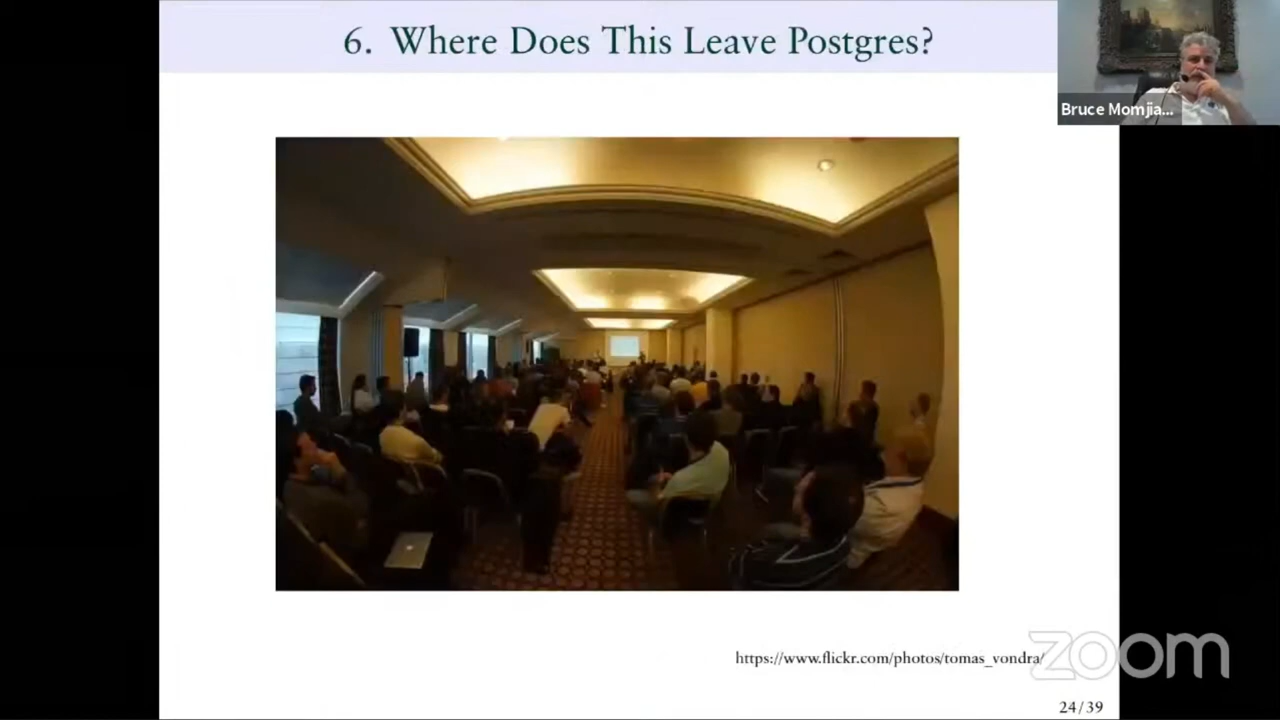 6. Where Does This Leave Postgres?
Bruce Momjia...
https://www.flickr.com/photos/tomas_vondra/
zoom
24/39